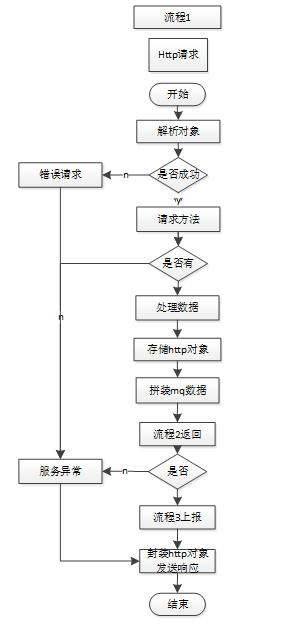 流程1
Http请求
开始
解析对象
是否成功
n
错误请求
Y
请求方法
是否有
处理数据
n
存储http对象
拼装mq数据
流程2返回
是否
n
服务异常
流程3上报
封装http对象
发送响应
结束